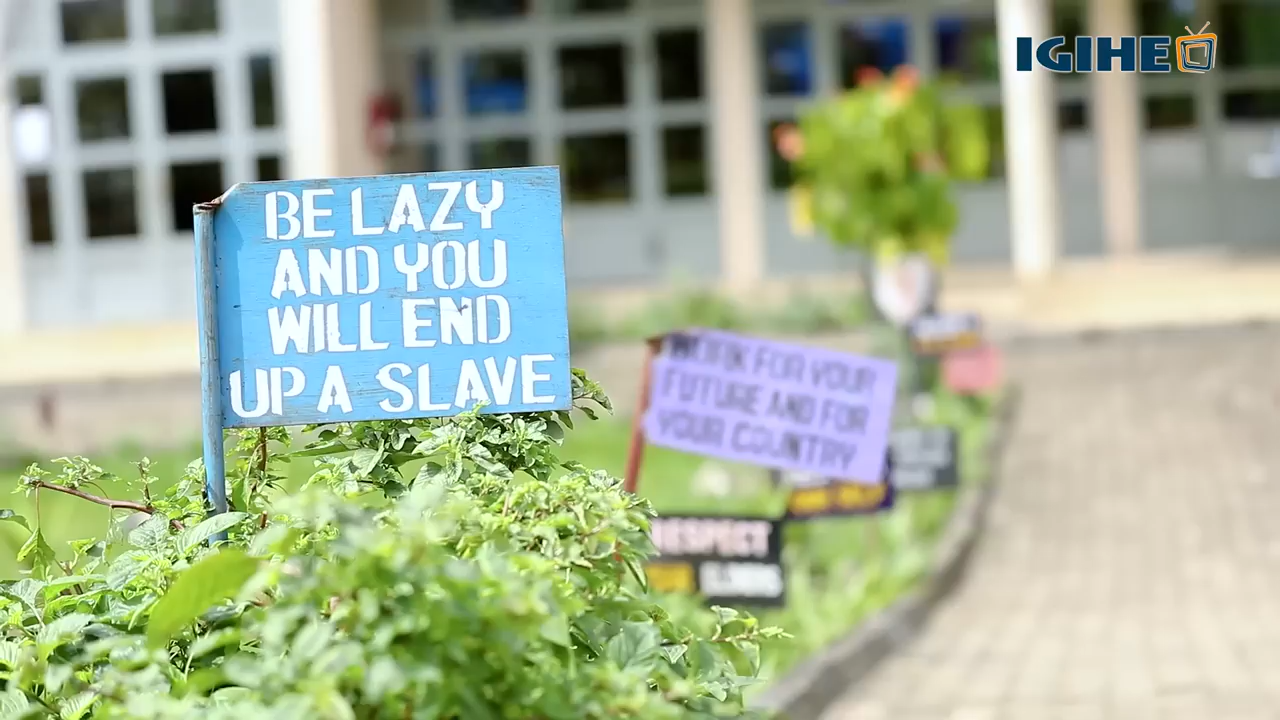 IGIHE
BE LAZY
AND YOU
WILL END
UP A SLAVE
WORK FOR YOUR
FUTURE AND FOR
YOUR COUNTRY
RESPECT